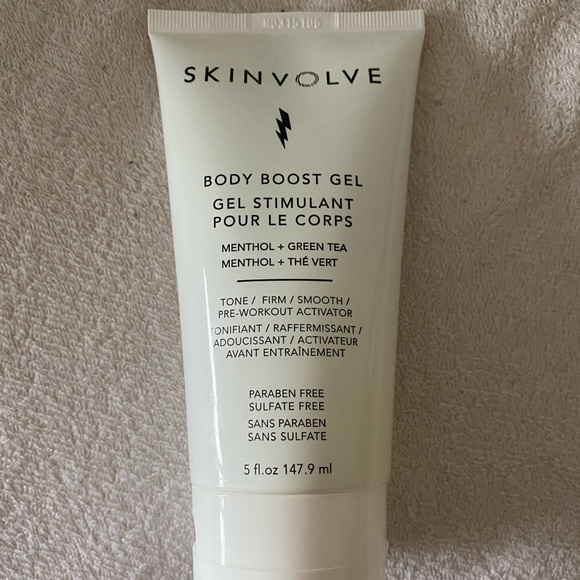 K0315106
SKINVOLVE
BODY BOOST GEL
GEL STIMULANT
POUR LE CORPS
MENTHOL + GREEN TEA
MENTHOL + THÉ VERT
TONE / FIRM / SMOOTH /
PRE-WORKOUT ACTIVATOR
TONIFIANT / RAFFERMISSANT /
ADOUCISSANT / ACTIVATEUR
AVANT ENTRAÎNEMENT
PARABEN FREE
SULFATE FREE
SANS PARABEN
SANS SULFATE
5 fl.oz 147.9 ml